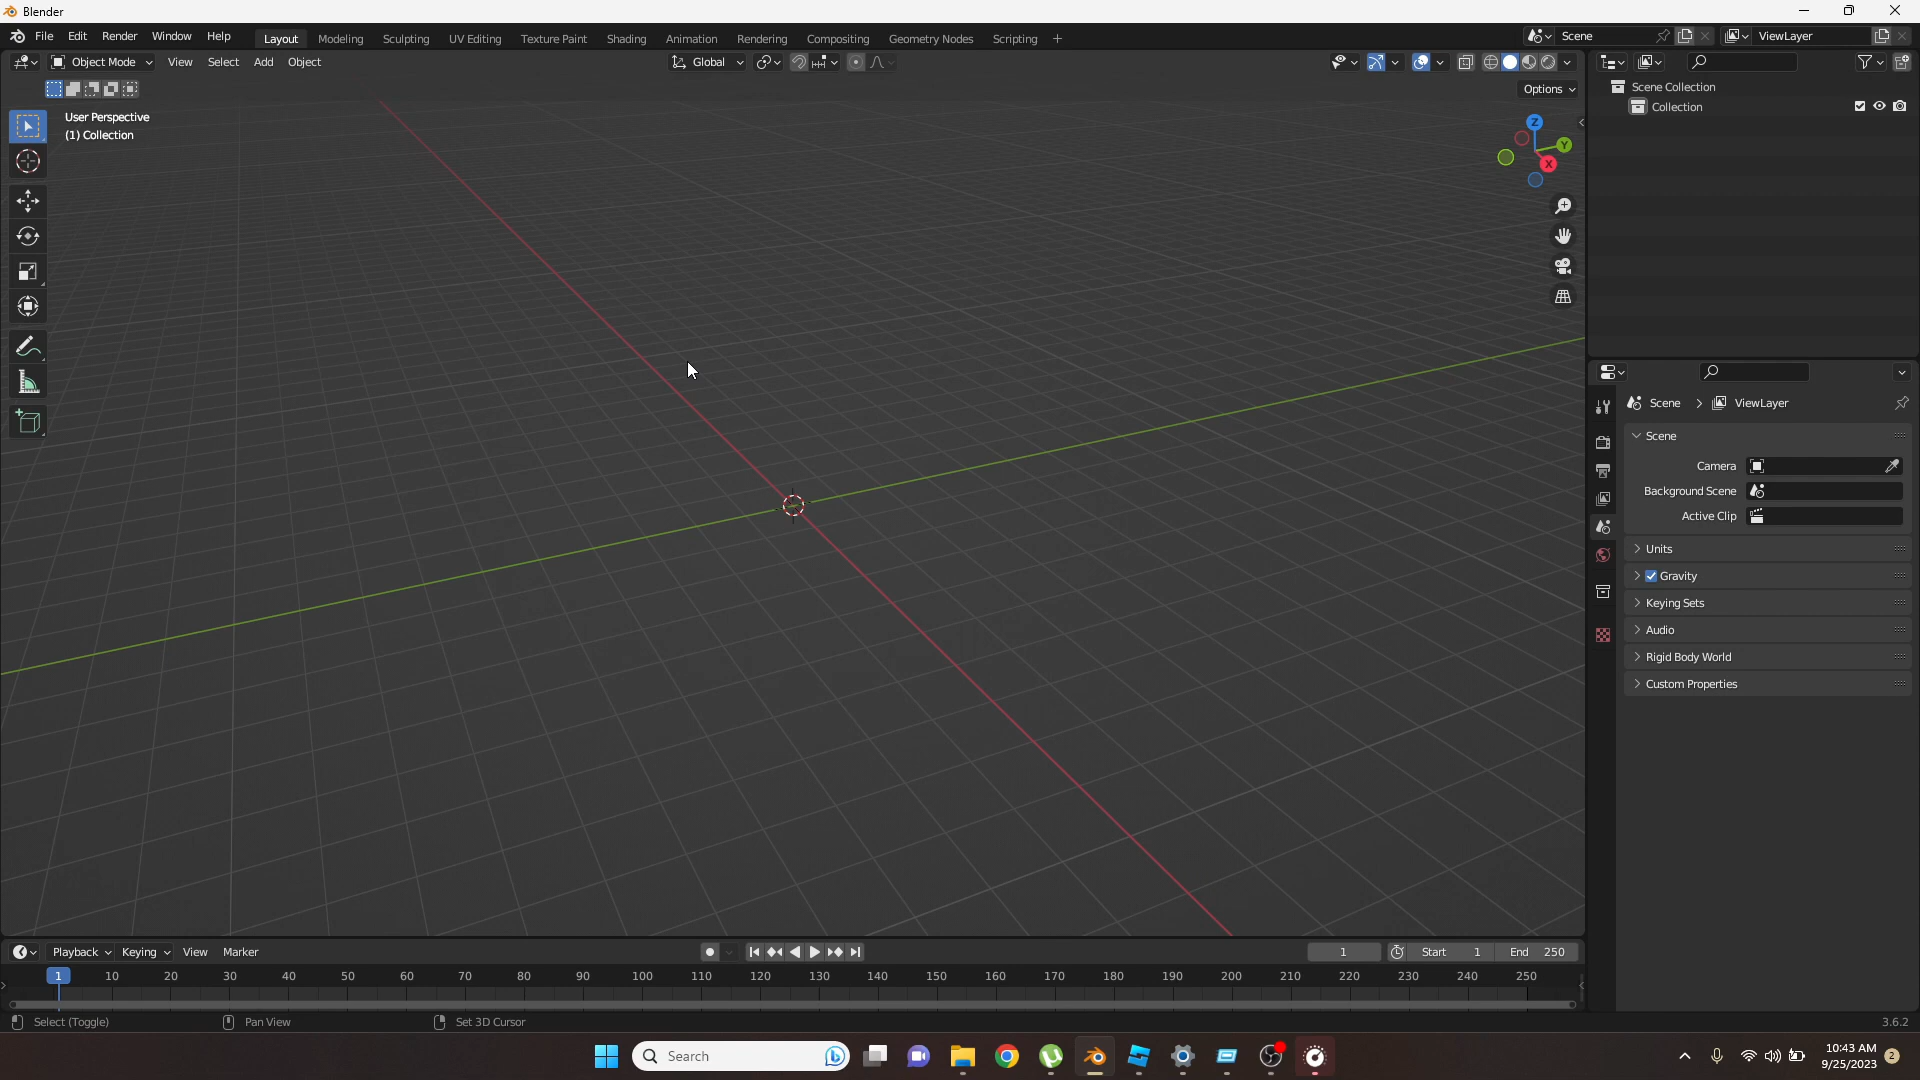 Blender
File Edit Render Window Help Layout Modeling Sculpting UV Editing Texture Paint Shading Animation Rendering Compositing Geometry Nodes Scripting + Scene ViewLayer
Object Mode View Select Add Object Global
Options
User Perspective
(1) Collection
Z
Y
X
Scene Collection
Collection
Scene > ViewLayer
Scene
Camera
Background Scene
Active Clip
Units
Gravity
Keying Sets
Audio
Rigid Body World
Custom Properties
Playback Keying View Marker 1 Start 1 End 250
1 10 20 30 40 50 60 70 80 90 100 110 120 130 140 150 160 170 180 190 200 210 220 230 240 250
Select (Toggle) Pan View Set 3D Cursor 3.6.2
Search
10:43 AM
9/25/2023
2